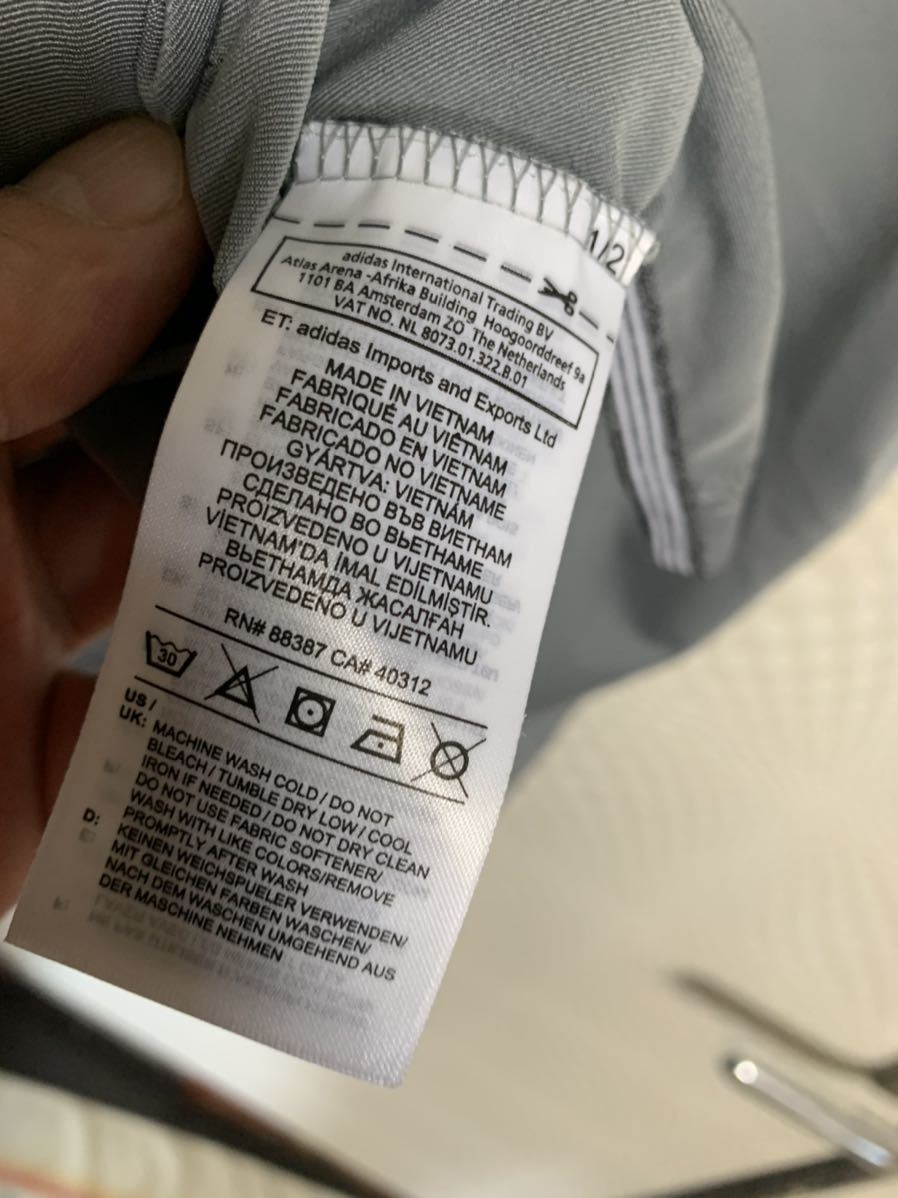 1/2
adidas International Trading BV
Atlas Arena -Afrika Building Hoogoorddreef 9a
1101 BA Amsterdam ZO The Netherlands
VAT NO. NL 8073.01.322.B.01
ET: adidas Imports and Exports Ltd
MADE IN VIETNAM
FABRIQUÉ AU VIÊTNAM
FABRICADO EN VIETNAM
FABRICADO NO VIETNAME
GYÁRTVA: VIETNÁM
ПРОИЗВЕДЕНО ВЪВ ВИЕТНАМ
СДЕЛАНО ВО ВЬЕТНАМЕ
PROIZVEDENO U VIJETNAMU
VİETNAM'DA İMAL EDİLMİŞTİR.
ВЬЕТНАМДА ЖАСАЛҒАН
PROIZVEDENO U VIJETNAMU
RN# 88387 CA# 40312
30
US /
UK: MACHINE WASH COLD / DO NOT
BLEACH / TUMBLE DRY LOW / COOL
IRON IF NEEDED / DO NOT DRY CLEAN
DO NOT USE FABRIC SOFTENER/
WASH WITH LIKE COLORS/REMOVE
PROMPTLY AFTER WASH
D: KEINEN WEICHSPUELER VERWENDEN/
MIT GLEICHEN FARBEN WASCHEN/
NACH DEM WASCHEN UMGEHEND AUS
DER MASCHINE NEHMEN